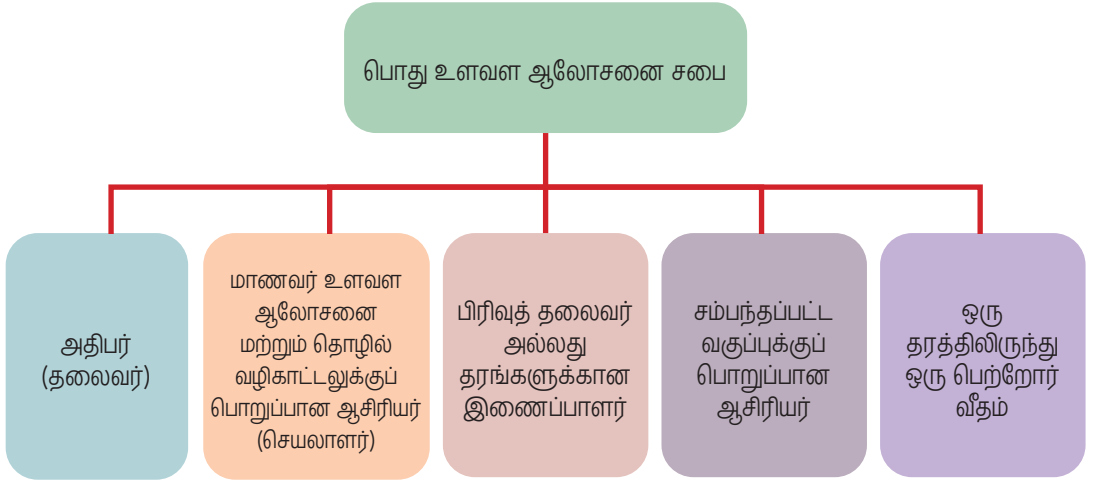 பொது உளவள ஆலோசனை சபை
அதிபர்
(தலைவர்)
மாணவர் உளவள
ஆலோசனை
மற்றும் தொழில்
வழிகாட்டலுக்குப்
பொறுப்பான ஆசிரியர்
(செயலாளர்)
பிரிவுத் தலைவர்
அல்லது
தரங்களுக்கான
இணைப்பாளர்
சம்பந்தப்பட்ட
வகுப்புக்குப்
பொறுப்பான
ஆசிரியர்
ஒரு
தரத்திலிருந்து
ஒரு பெற்றோர்
வீதம்